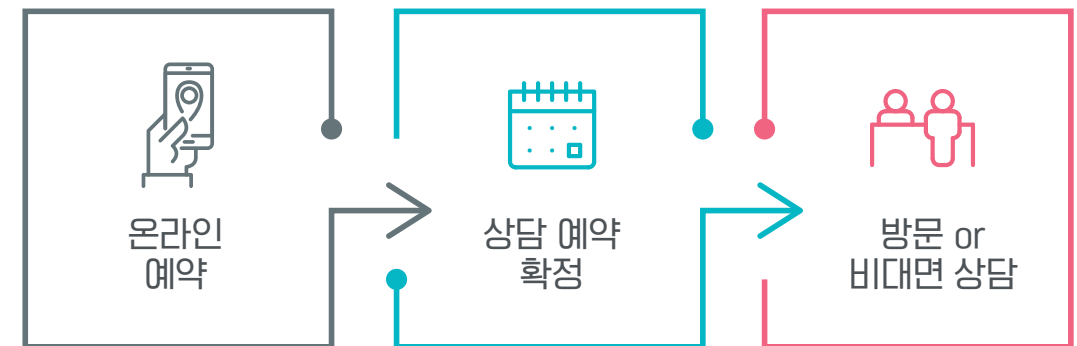 온라인
예약
상담 예약
확정
방문 or
비대면 상담